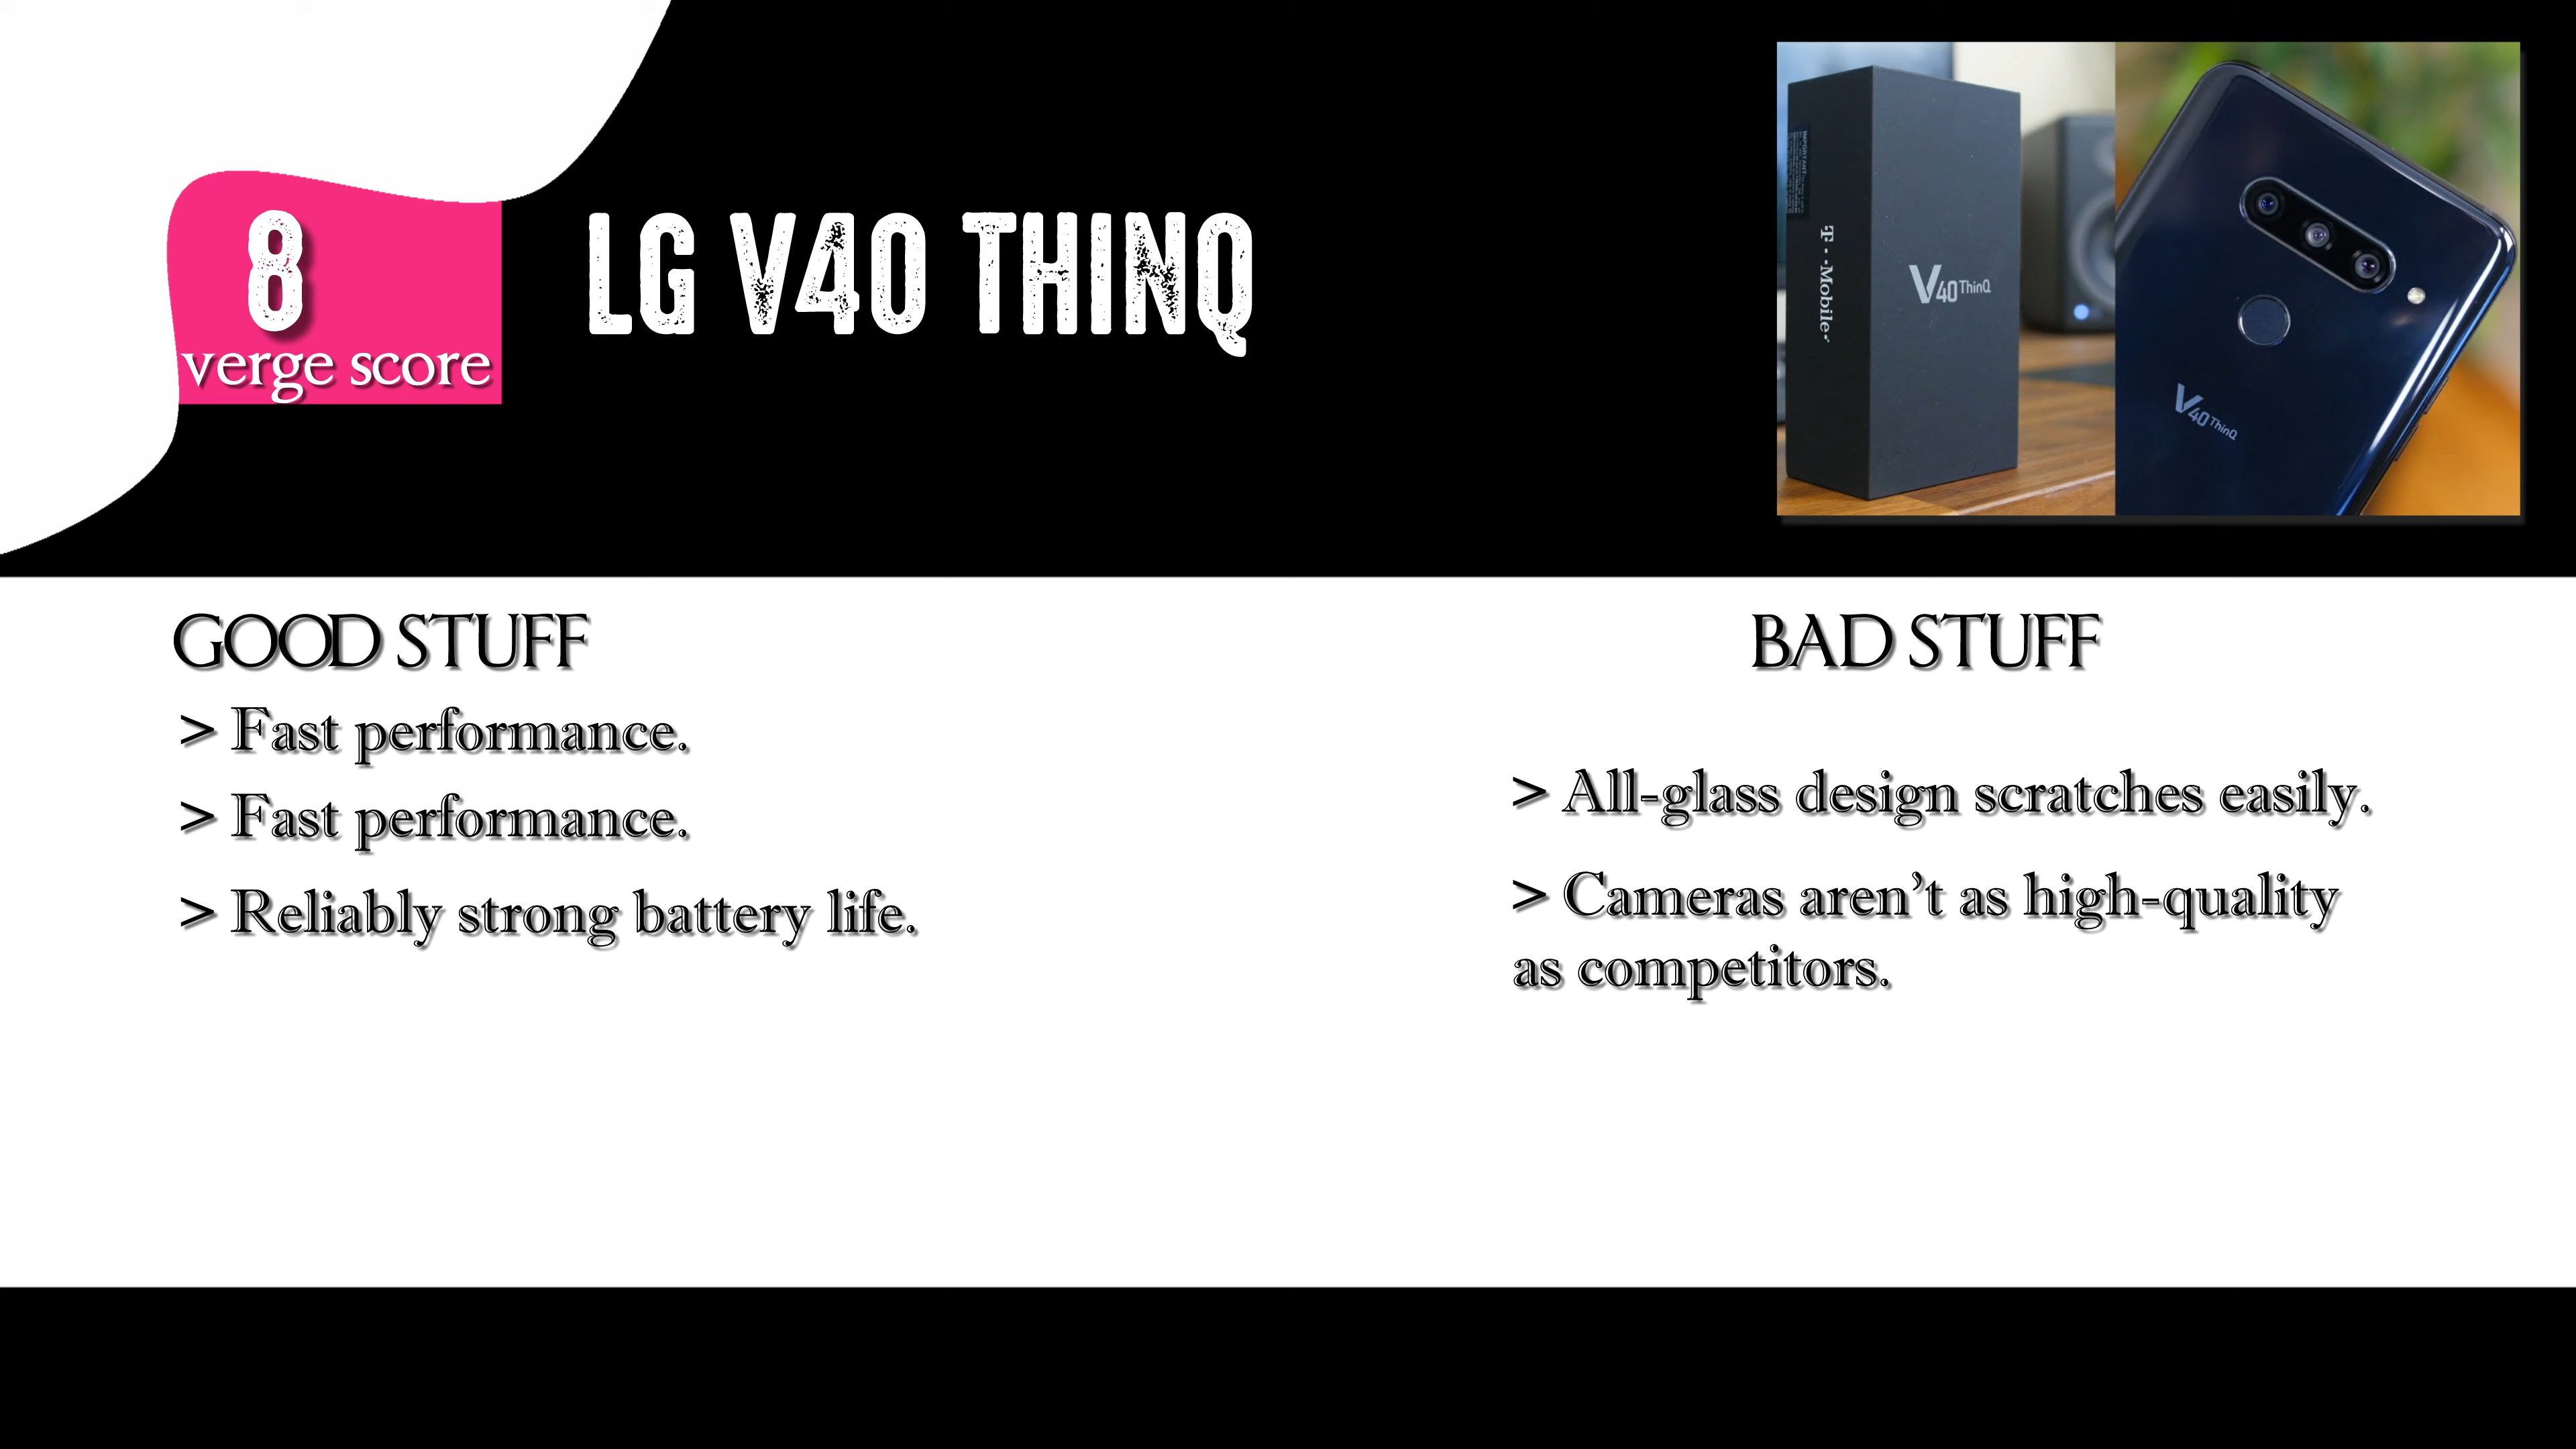 8
verge score
LG V40 THINQ
T··Mobile·
V40 ThinQ
V40 ThinQ
GOOD STUFF
> Fast performance.
> Fast performance.
> Reliably strong battery life.
BAD STUFF
> All-glass design scratches easily.
> Cameras aren't as high-quality
as competitors.